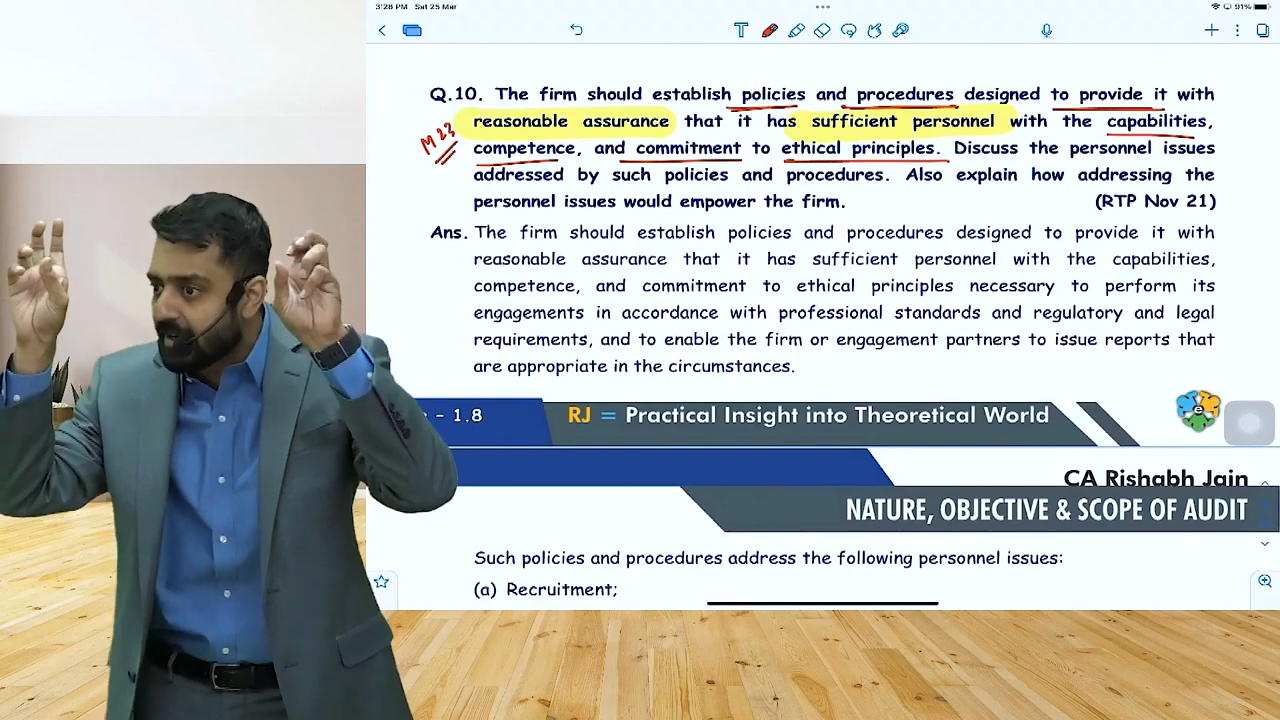 3:28 PM Sat 25 Mar
91%
Q.10. The firm should establish policies and procedures designed to provide it with
reasonable assurance that it has sufficient personnel with the capabilities,
M 23
competence, and commitment to ethical principles. Discuss the personnel issues
addressed by such policies and procedures. Also explain how addressing the
personnel issues would empower the firm. (RTP Nov 21)
Ans. The firm should establish policies and procedures designed to provide it with
reasonable assurance that it has sufficient personnel with the capabilities,
competence, and commitment to ethical principles necessary to perform its
engagements in accordance with professional standards and regulatory and legal
requirements, and to enable the firm or engagement partners to issue reports that
are appropriate in the circumstances.
- 1.8 RJ = Practical Insight into Theoretical World
CA Rishabh Jain
NATURE, OBJECTIVE & SCOPE OF AUDIT
Such policies and procedures address the following personnel issues:
(a) Recruitment;